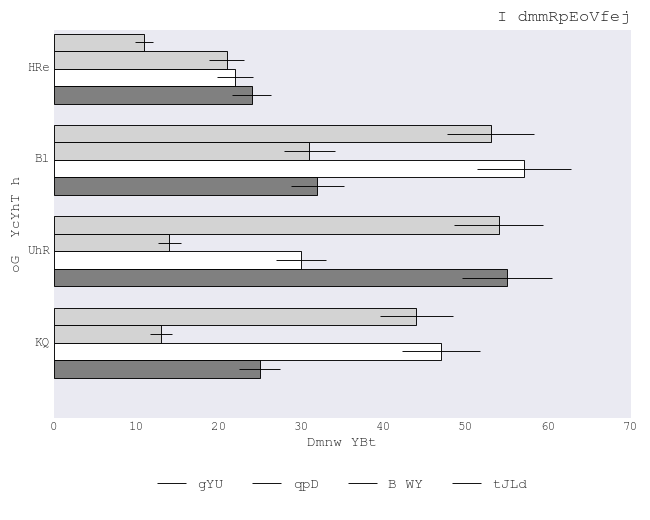 I dmmRpEoVfej
HRe
Bl
UhR
KQ
oG  YcYhT h
0 10 20 30 40 50 60 70
Dmnw YBt
gYU qpD B WY tJLd